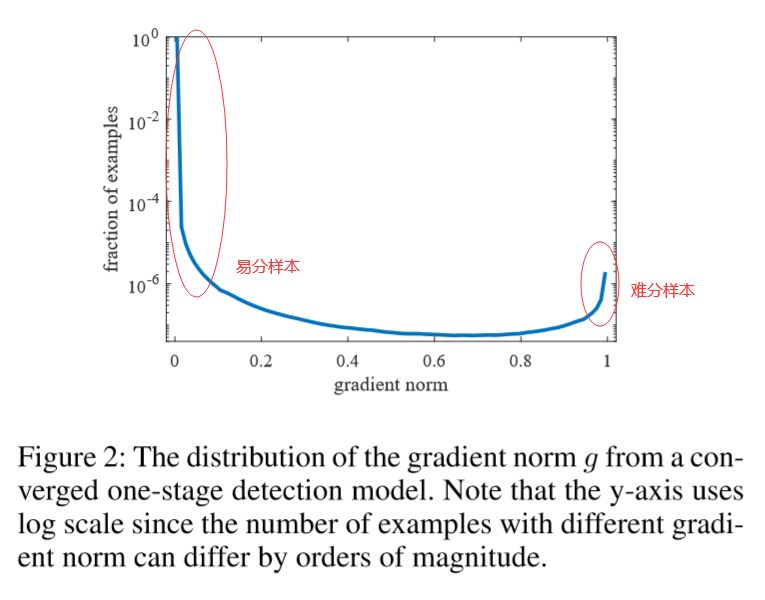 10^0
10^-2
10^-4
10^-6
fraction of examples
易分样本
难分样本
0 0.2 0.4 0.6 0.8 1
gradient norm
Figure 2: The distribution of the gradient norm g from a con-
verged one-stage detection model. Note that the y-axis uses
log scale since the number of examples with different gradi-
ent norm can differ by orders of magnitude.